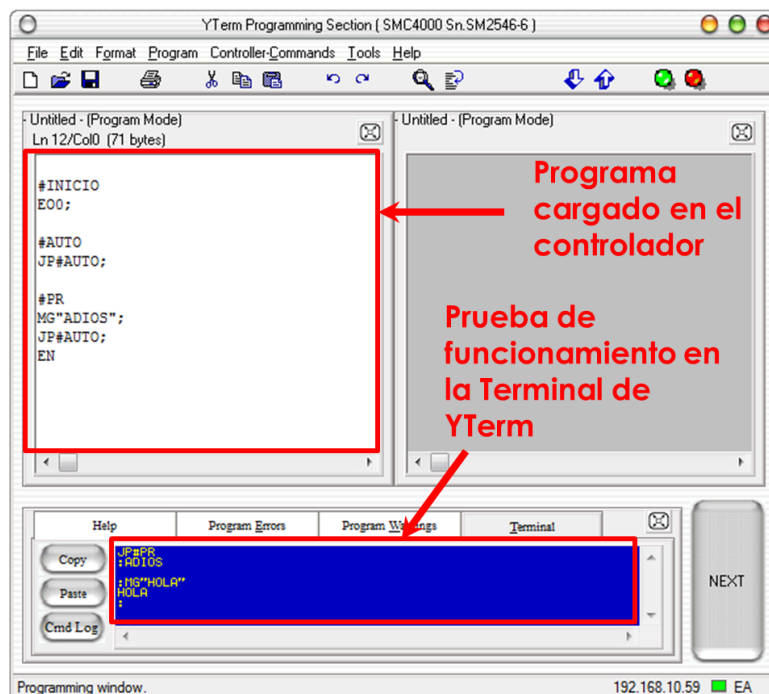 YTerm Programming Section ( SMC4000 Sn.SM2546-6 )
File Edit Format Program Controller-Commands Tools Help
- Untitled - (Program Mode)
Ln 12/Col0 (71 bytes)
- Untitled - (Program Mode)
#INICIO
EO0;
#AUTO
JP#AUTO;
#PR
MG"ADIOS";
JP#AUTO;
EN
Programa
cargado en el
controlador
Prueba de
funcionamiento en
la Terminal de
YTerm
Help Program Errors Program Warnings Terminal
Copy
Paste
Cmd Log
JP#PR
:ADIOS
:MG"HOLA"
HOLA
:
NEXT
Programming window.
192.168.10.59 EA